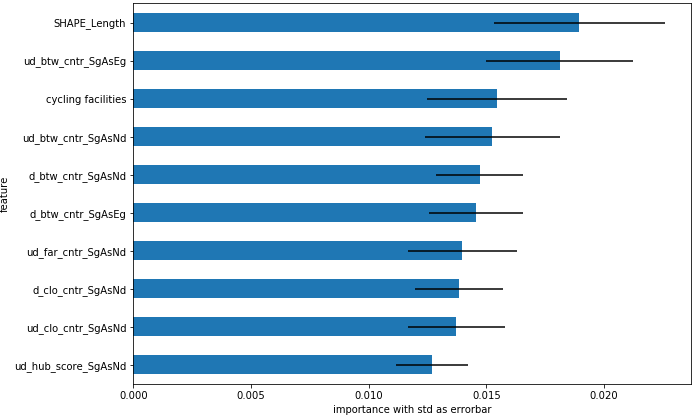 SHAPE_Length
ud_btw_cntr_SgAsEg
cycling facilities
ud_btw_cntr_SgAsNd
d_btw_cntr_SgAsNd
d_btw_cntr_SgAsEg
ud_far_cntr_SgAsNd
d_clo_cntr_SgAsNd
ud_clo_cntr_SgAsNd
ud_hub_score_SgAsNd
feature
0.000 0.005 0.010 0.015 0.020
importance with std as errorbar